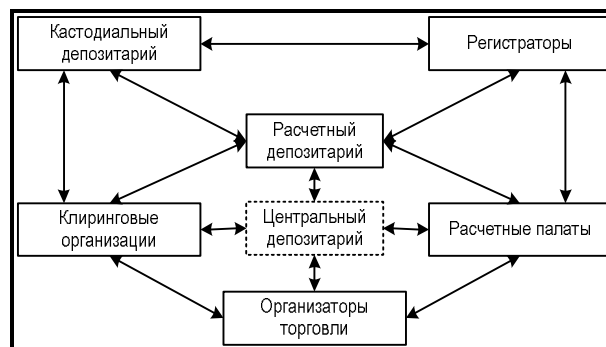 Кастодиальный
депозитарий
Регистраторы
Расчетный
депозитарий
Клиринговые
организации
Центральный
депозитарий
Расчетные палаты
Организаторы
торговли